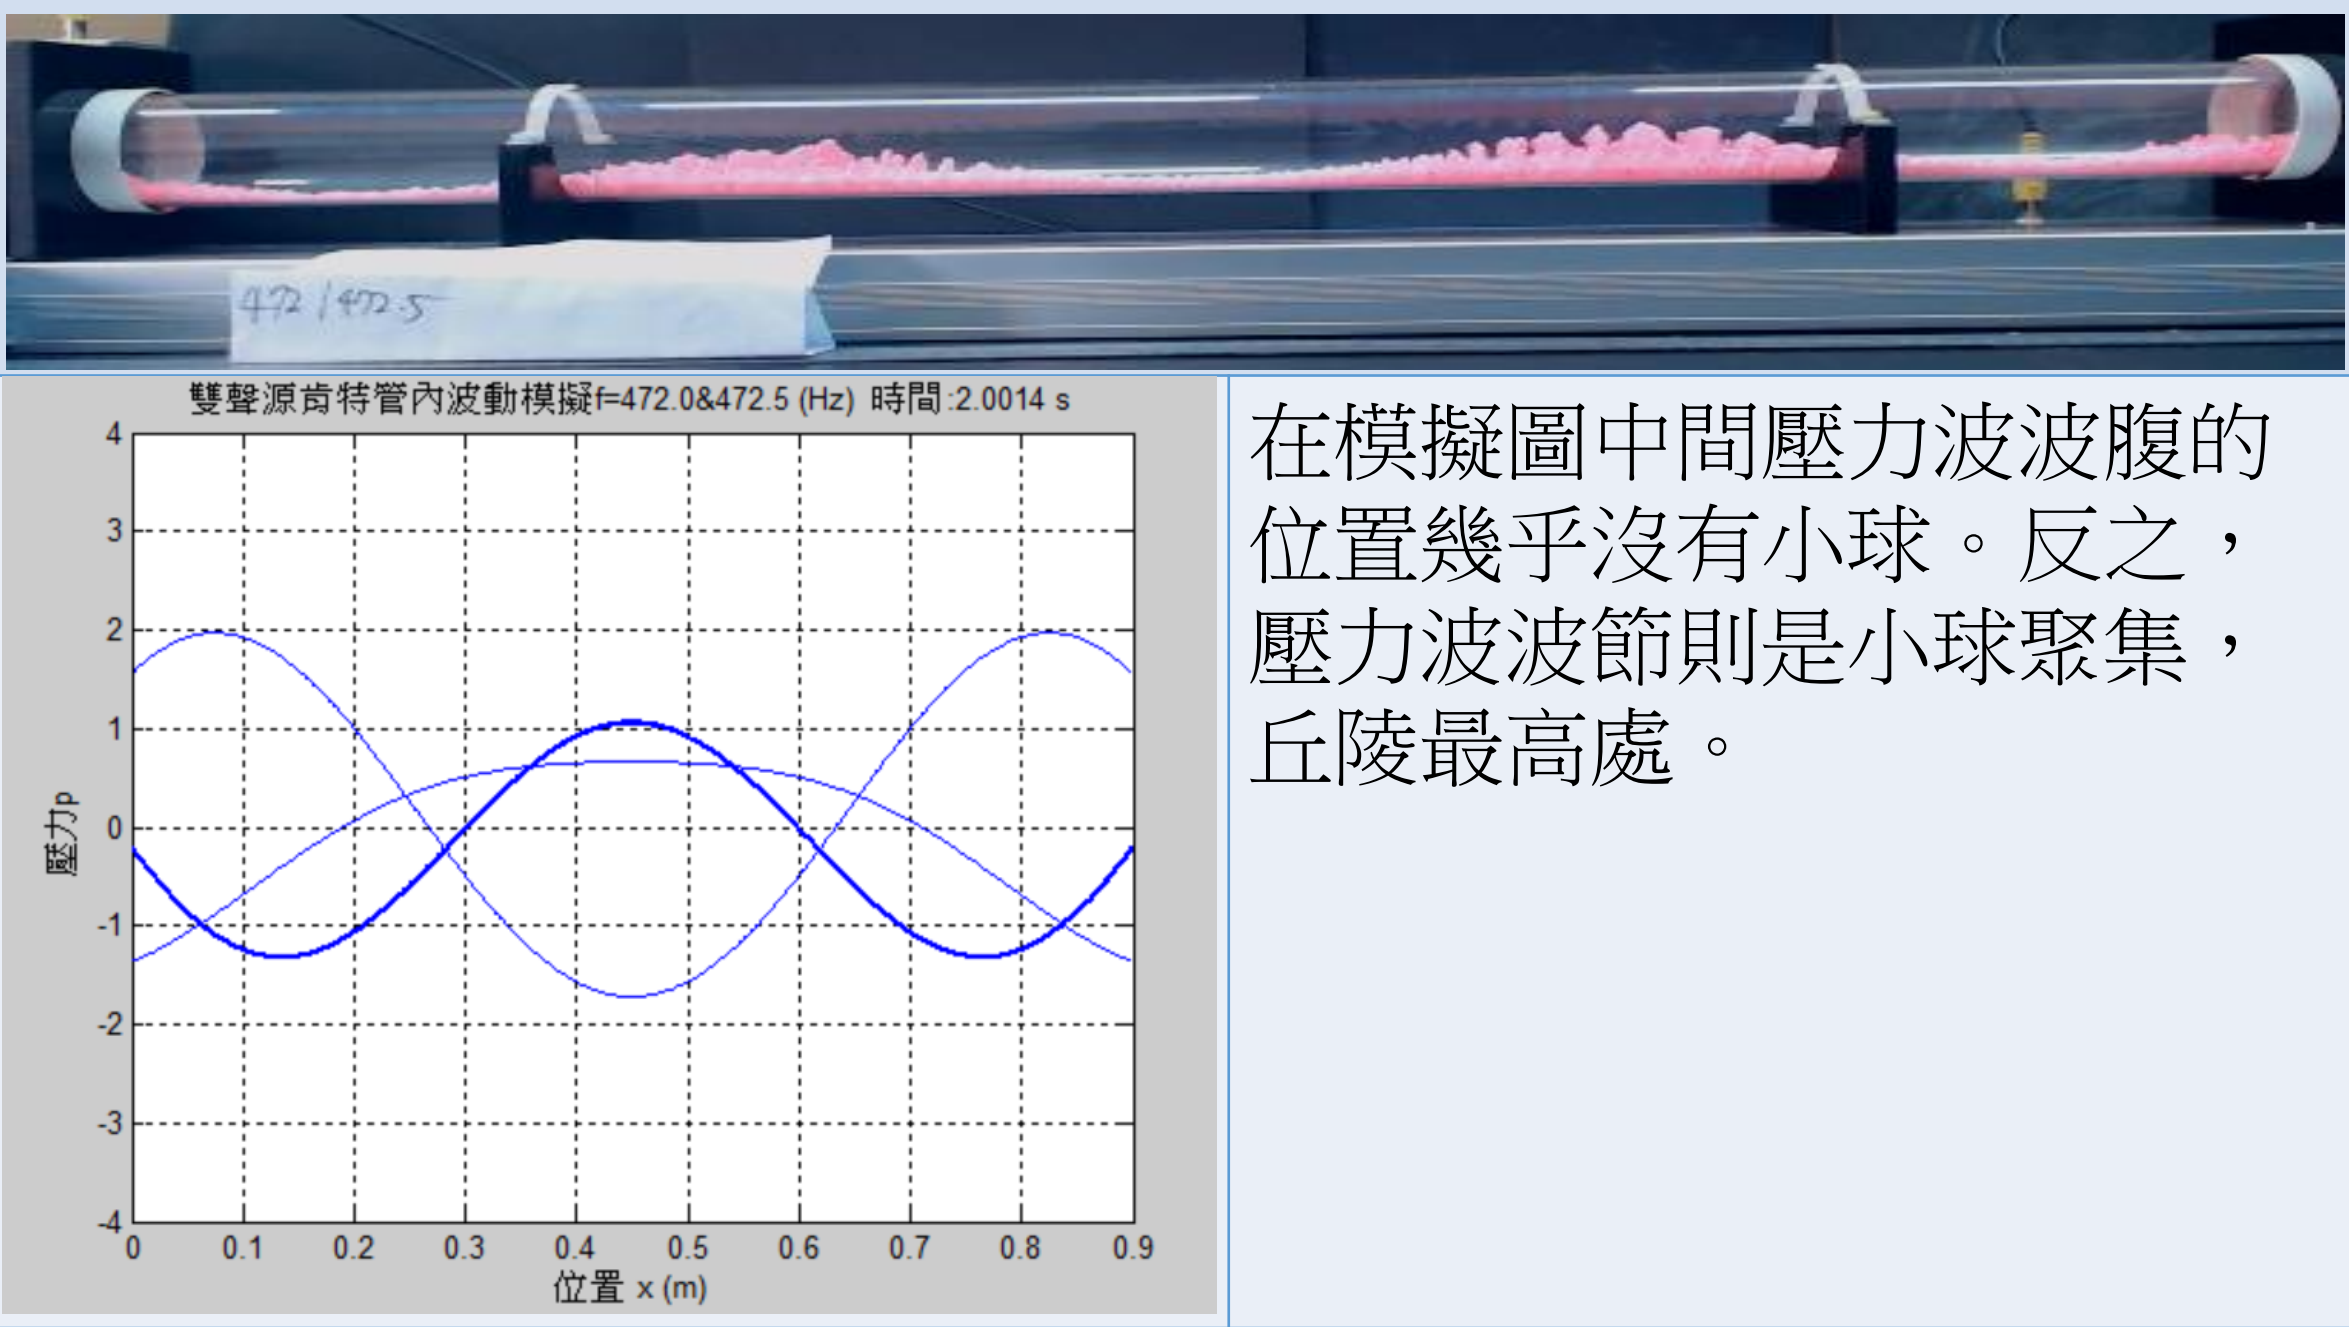 472/472.5
雙聲源肯特管內波動模擬f=472.0&472.5 (Hz) 時間:2.0014 s
4
3
2
1
0
-1
-2
-3
-4
壓力p
0 0.1 0.2 0.3 0.4 0.5 0.6 0.7 0.8 0.9
位置 x (m)
在模擬圖中間壓力波波腹的
位置幾乎沒有小球。反之，
壓力波波節則是小球聚集，
丘陵最高處。